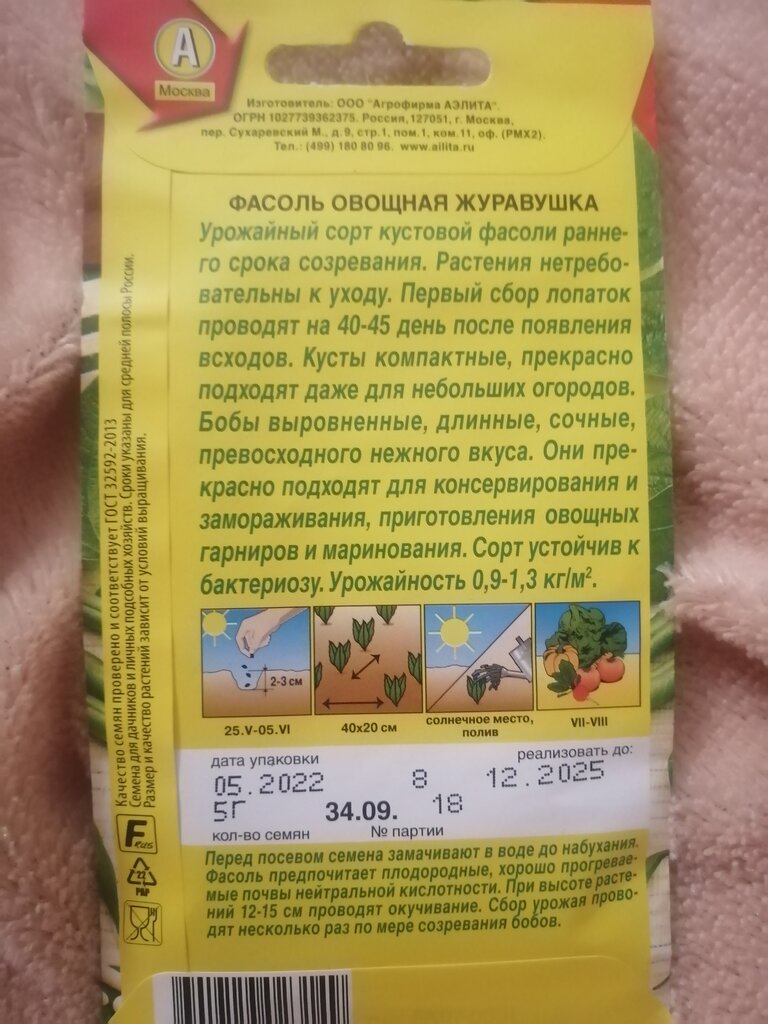 А
Москва
Изготовитель: ООО "Агрофирма АЭЛИТА".
ОГРН 1027739362375. Россия,127051, г. Москва,
пер. Сухаревский М., д.9, стр.1, пом.1, ком.11, оф. (РМХ2).
Тел.: (499) 180 80 96. www.ailita.ru
ФАСОЛЬ ОВОЩНАЯ ЖУРАВУШКА
Урожайный сорт кустовой фасоли ранне-
го срока созревания. Растения нетребо-
вательны к уходу. Первый сбор лопаток
проводят на 40-45 день после появления
всходов. Кусты компактные, прекрасно
подходят даже для небольших огородов.
Бобы выровненные, длинные, сочные,
превосходного нежного вкуса. Они пре-
красно подходят для консервирования и
замораживания, приготовления овощных
гарниров и маринования. Сорт устойчив к
бактериозу. Урожайность 0,9-1,3 кг/м².
2-3 см
25.V-05.VI
40х20 см
солнечное место,
полив
VII-VIII
дата упаковки
реализовать до:
05.2022 8 12.2025
5Г 34.09. 18
кол-во семян № партии
Перед посевом семена замачивают в воде до набухания.
Фасоль предпочитает плодородные, хорошо прогревае-
мые почвы нейтральной кислотности. При высоте расте-
ний 12-15 см проводят окучивание. Сбор урожая прово-
дят несколько раз по мере созревания бобов.
Качество семян проверено и соответствует ГОСТ 32592-2013
Семена для дачников и личных подсобных хозяйств. Сроки указаны для средней полосы России.
Размер и качество растений зависит от условий выращивания.
F Rus
22
PAP